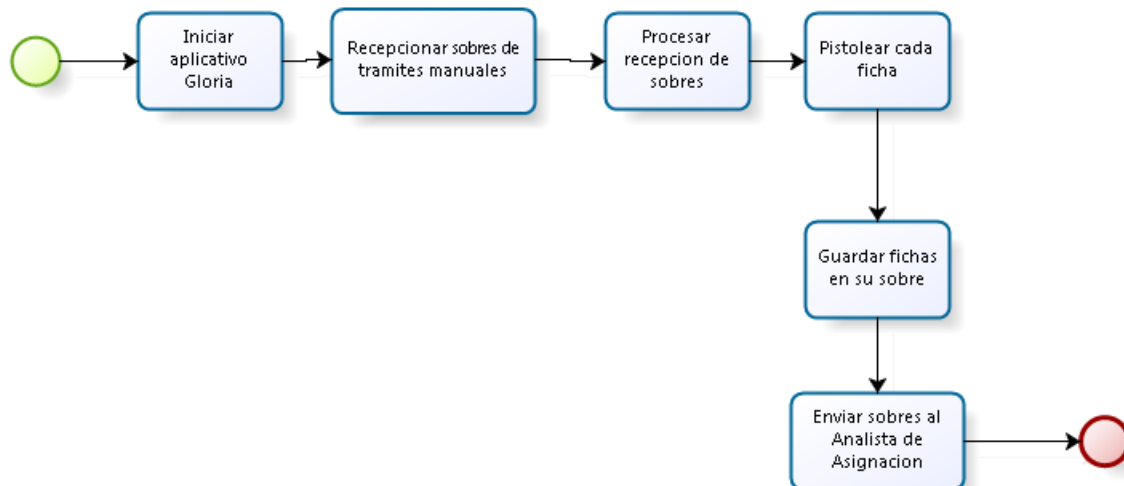 Iniciar
aplicativo
Gloria
Recepcionar sobres de
tramites manuales
Procesar
recepcion de
sobres
Pistolear cada
ficha
Guardar fichas
en su sobre
Enviar sobres al
Analista de
Asignacion